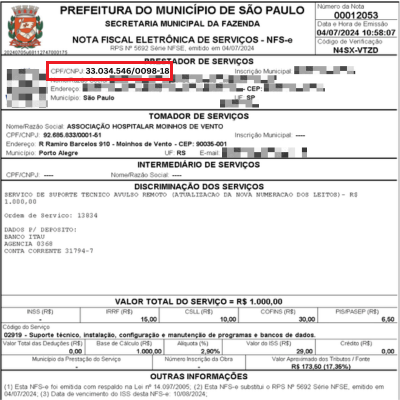 PREFEITURA DO MUNICÍPIO DE SÃO PAULO
SECRETARIA MUNICIPAL DA FAZENDA
NOTA FISCAL ELETRÔNICA DE SERVIÇOS - NFS-e
RPS Nº 5692 Série NFSE, emitido em 04/07/2024
Número da Nota
00012053
Data e Hora de Emissão
04/07/2024 10:58:07
Código de Verificação
N4SX-VTZD
PRESTADOR DE SERVIÇOS
CPF/CNPJ: 33.034.546/0098-18
Inscrição Municipal:
Nome/Razão Social:
Endereço:
CEP:
Município: São Paulo
UF: SP
TOMADOR DE SERVIÇOS
Nome/Razão Social: ASSOCIAÇÃO HOSPITALAR MOINHOS DE VENTO
CPF/CNPJ: 92.685.833/0001-51
Inscrição Municipal: ----
Endereço: R Ramiro Barcelos 910 - Moinhos de Vento - CEP: 90035-001
Município: Porto Alegre
UF: RS
E-mail:
INTERMEDIÁRIO DE SERVIÇOS
CPF/CNPJ: ----
Nome/Razão Social: ----
DISCRIMINAÇÃO DOS SERVIÇOS
SERVICO DE SUPORTE TECNICO AVULSO REMOTO (ATUALIZACAO DA NOVA NUMERACAO DOS LEITOS)- R$
1.000,00
Ordem de Servico: 12834
DADOS P/ DEPOSITO:
BANCO ITAU
AGENCIA 8368
CONTA CORRENTE 31794-7
VALOR TOTAL DO SERVIÇO = R$ 1.000,00
INSS (R$) IRRF (R$) CSLL (R$) COFINS (R$) PIS/PASEP (R$)
- 15,00 10,00 30,00 6,50
Código do Serviço
02919 - Suporte técnico, instalação, configuração e manutenção de programas e bancos de dados.
Valor Total das Deduções (R$) Base de Cálculo (R$) Alíquota (%) Valor do ISS (R$) Crédito (R$)
0,00 1.000,00 2,90% 29,00 0,00
Município da Prestação do Serviço Número Inscrição da Obra Valor Aproximado dos Tributos / Fonte
- - R$ 173,50 (17,35%)
OUTRAS INFORMAÇÕES
(1) Esta NFS-e foi emitida com respaldo na Lei nº 14.097/2005; (2) Esta NFS-e substitui o RPS Nº 5692 Série NFSE, emitido em
04/07/2024; (3) Data de vencimento do ISS desta NFS-e: 10/08/2024;